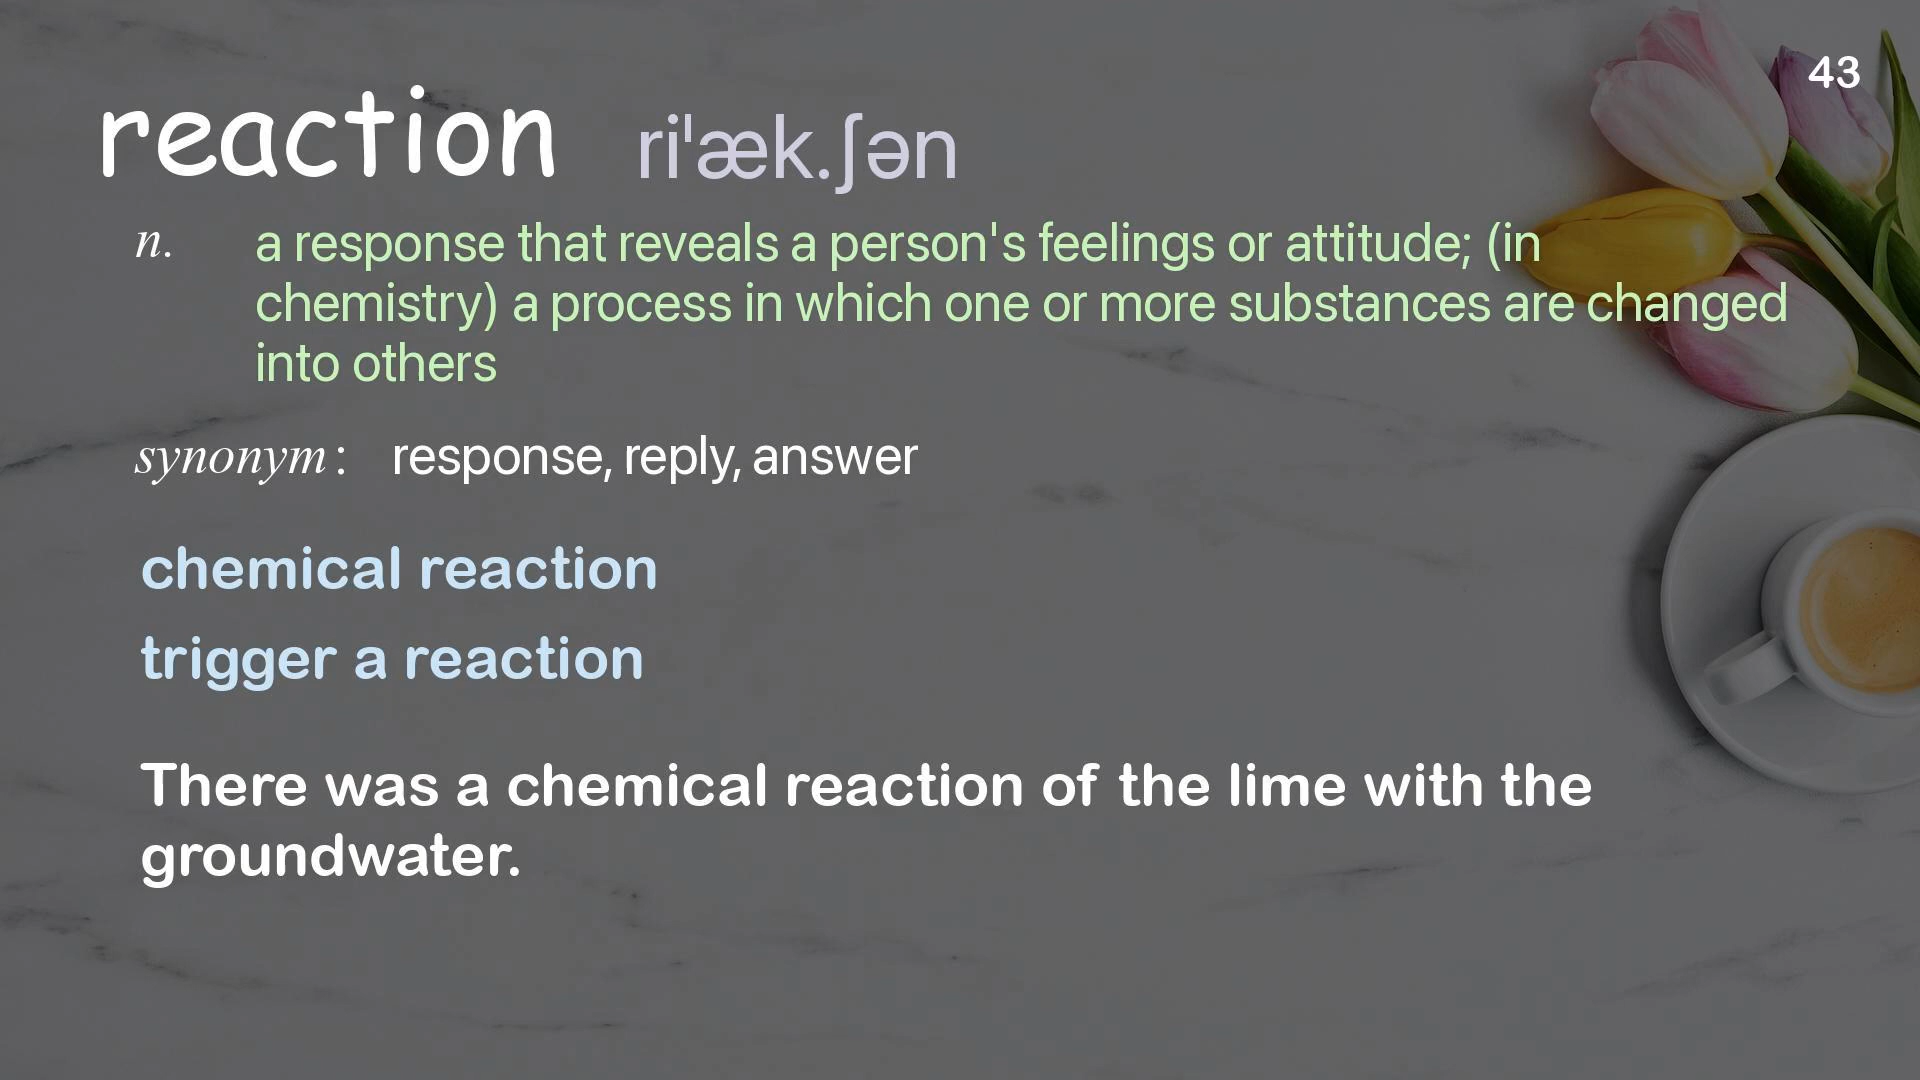 43
reaction riˈæk.ʃən
n. a response that reveals a person's feelings or attitude; (in
chemistry) a process in which one or more substances are changed
into others
synonym: response, reply, answer
chemical reaction
trigger a reaction
There was a chemical reaction of the lime with the
groundwater.